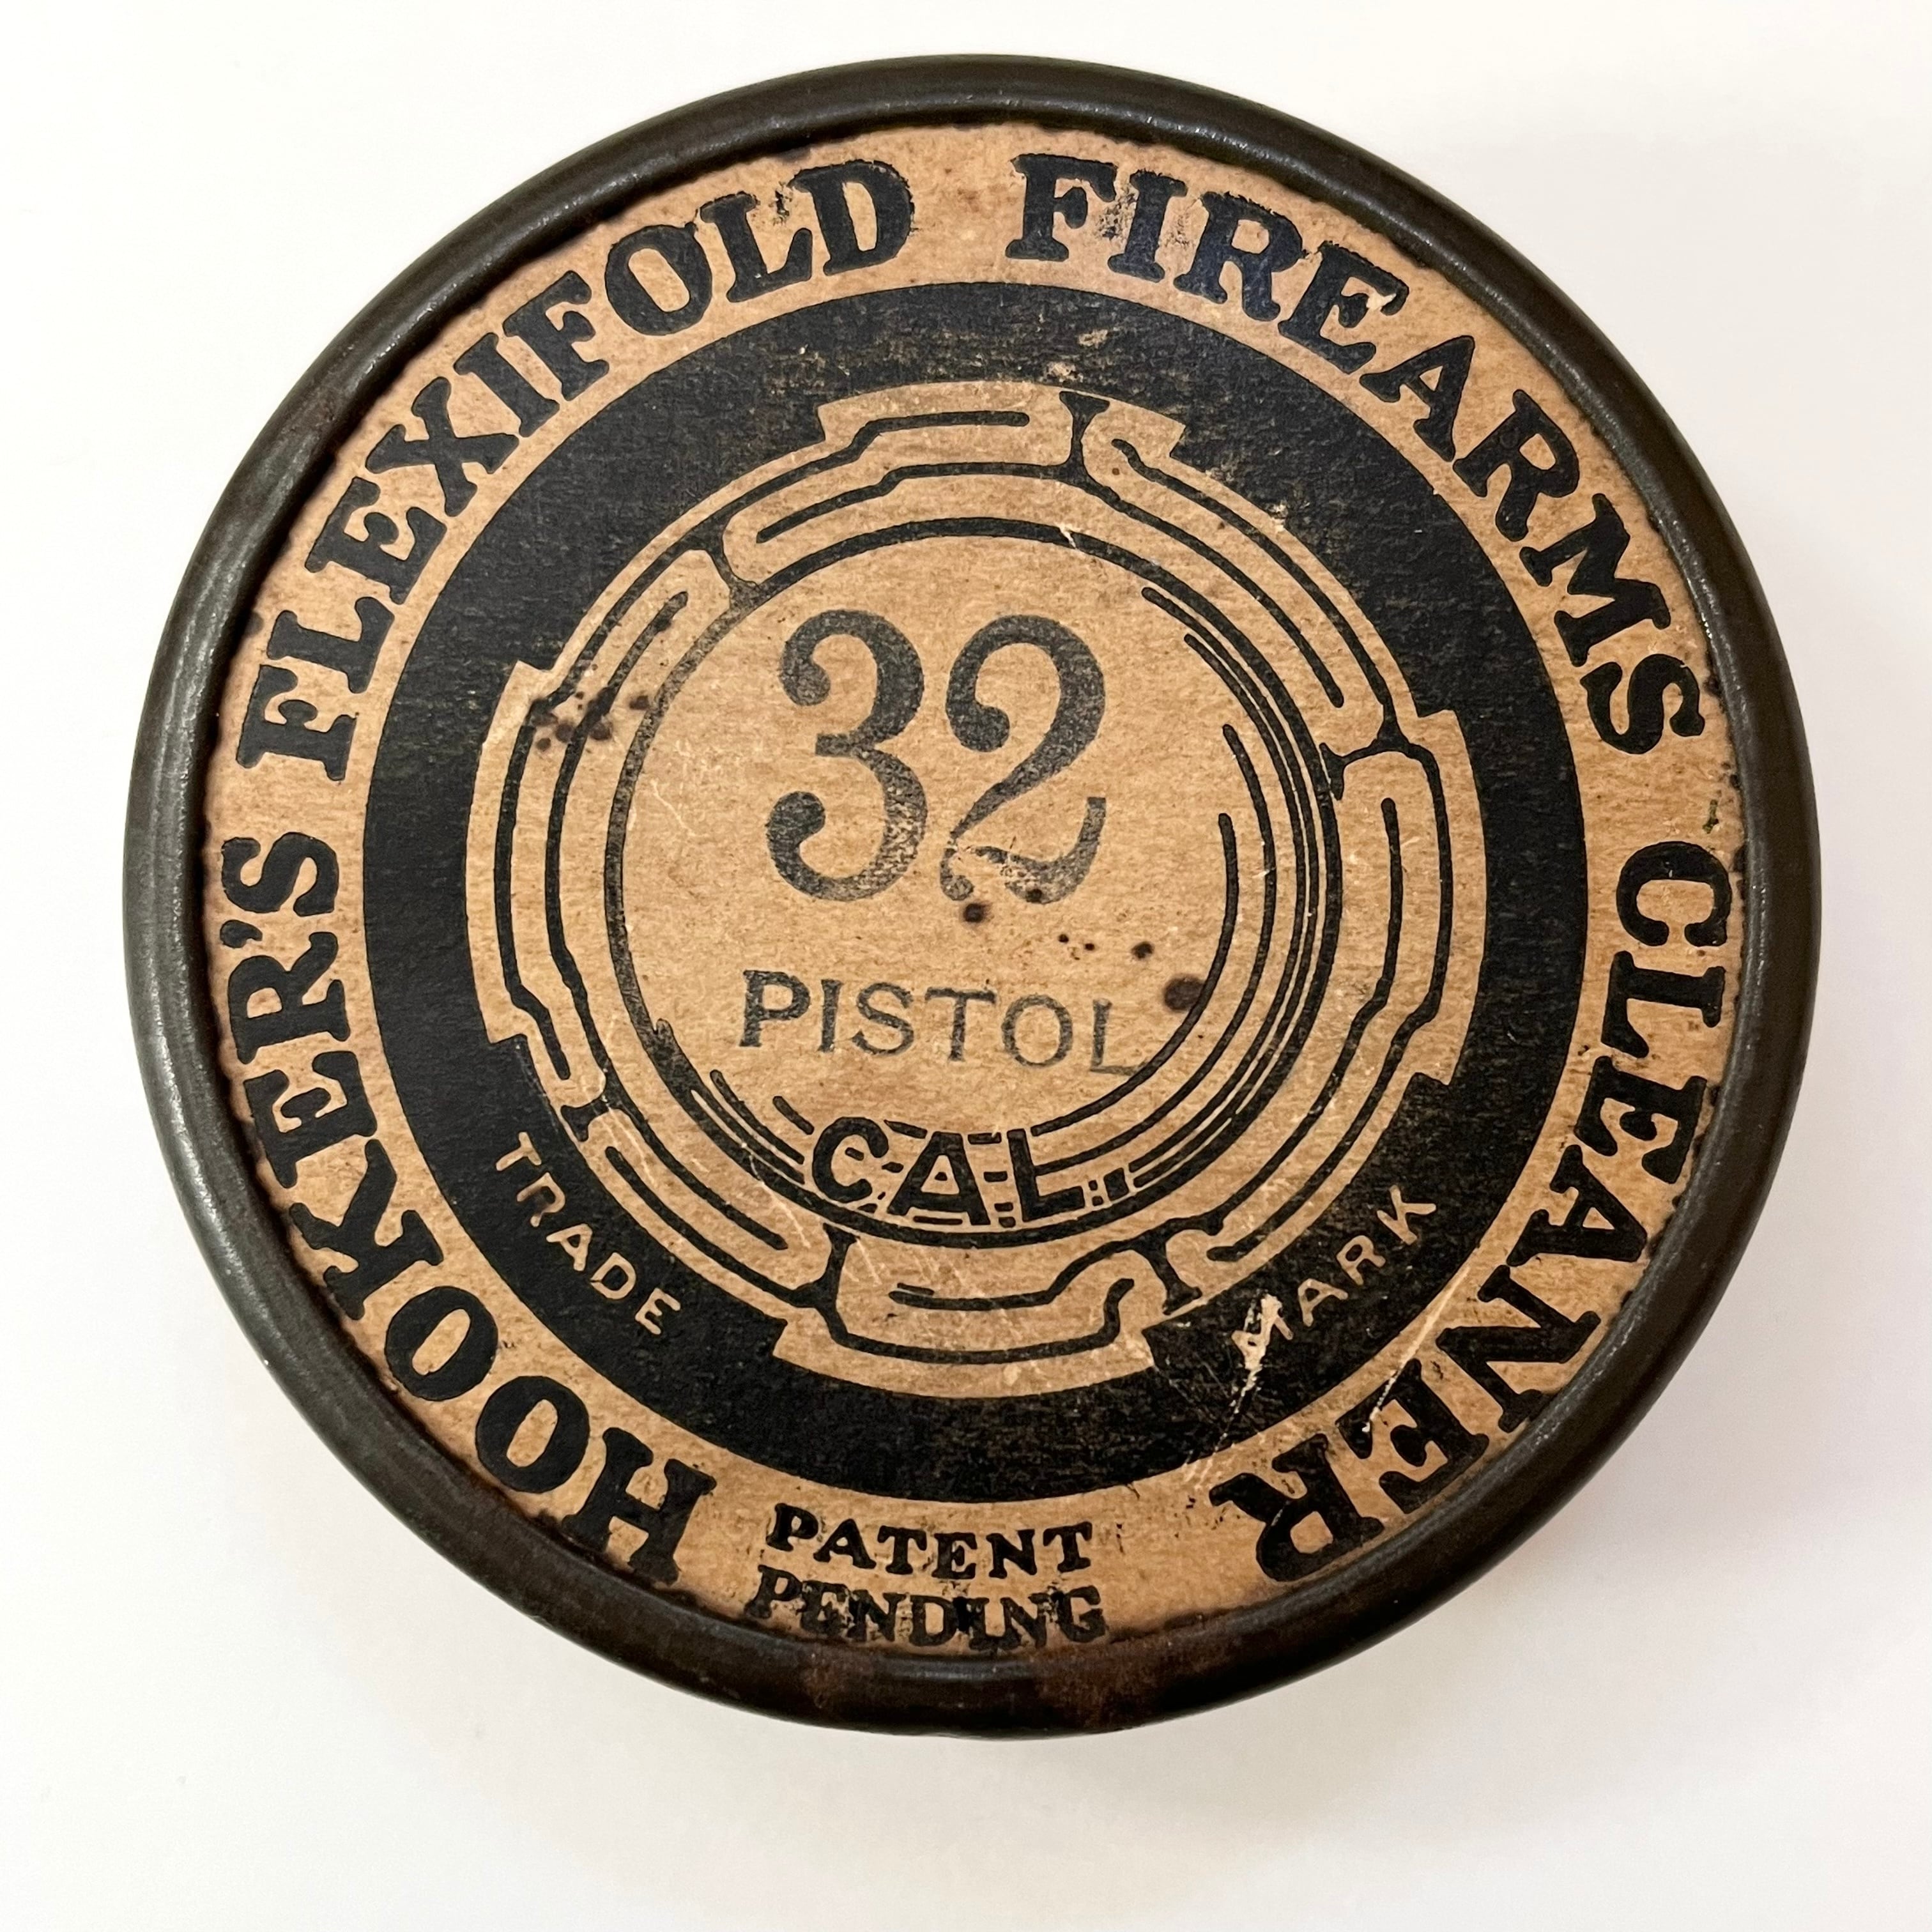 HOOKER'S FLEXIFOLD FIREARMS CLEANER
32
PISTOL
CAL.
TRADE MARK
PATENT
PENDING